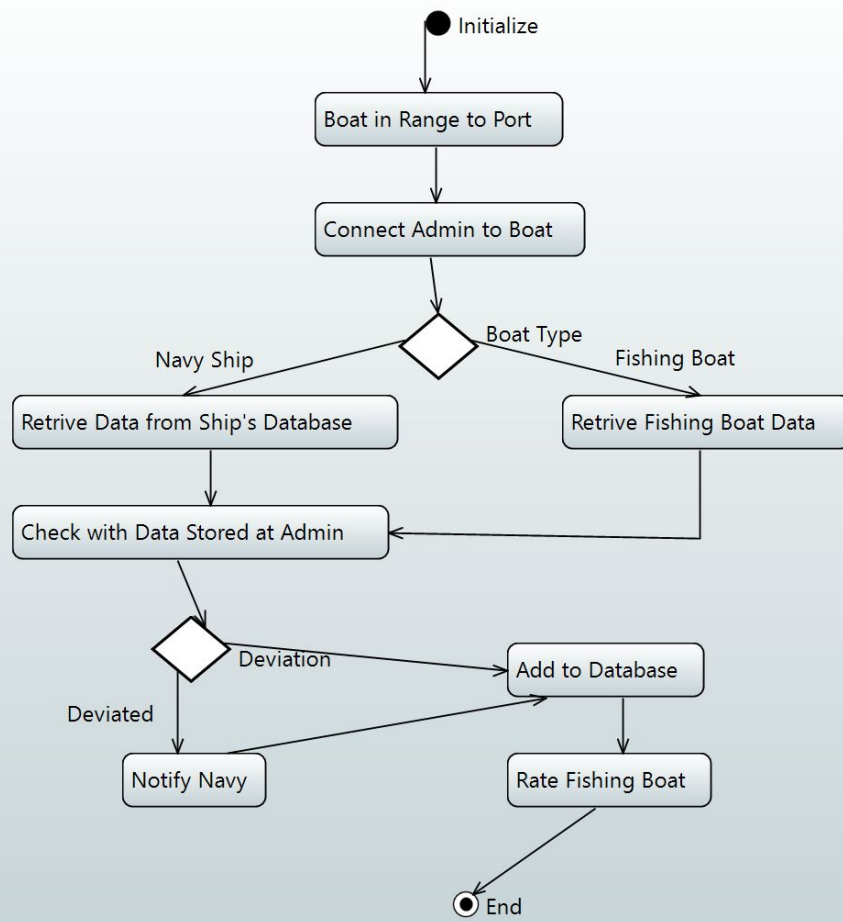 Initialize
Boat in Range to Port
Connect Admin to Boat
Boat Type
Navy Ship
Fishing Boat
Retrive Data from Ship's Database
Retrive Fishing Boat Data
Check with Data Stored at Admin
Deviation
Add to Database
Deviated
Notify Navy
Rate Fishing Boat
End